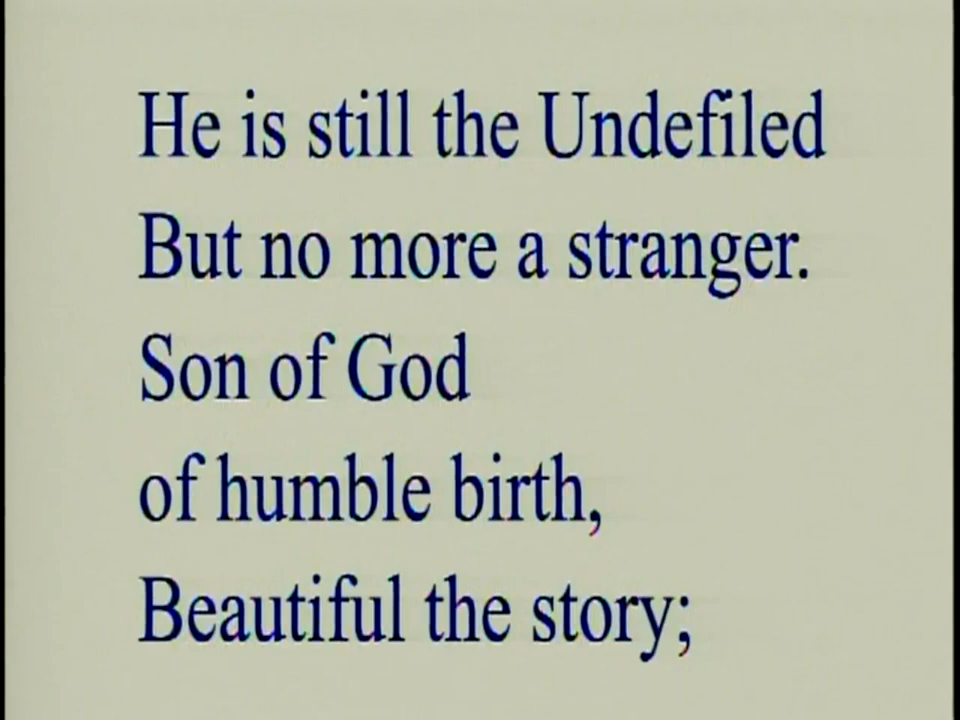 He is still the Undefiled
But no more a stranger.
Son of God
of humble birth,
Beautiful the story;